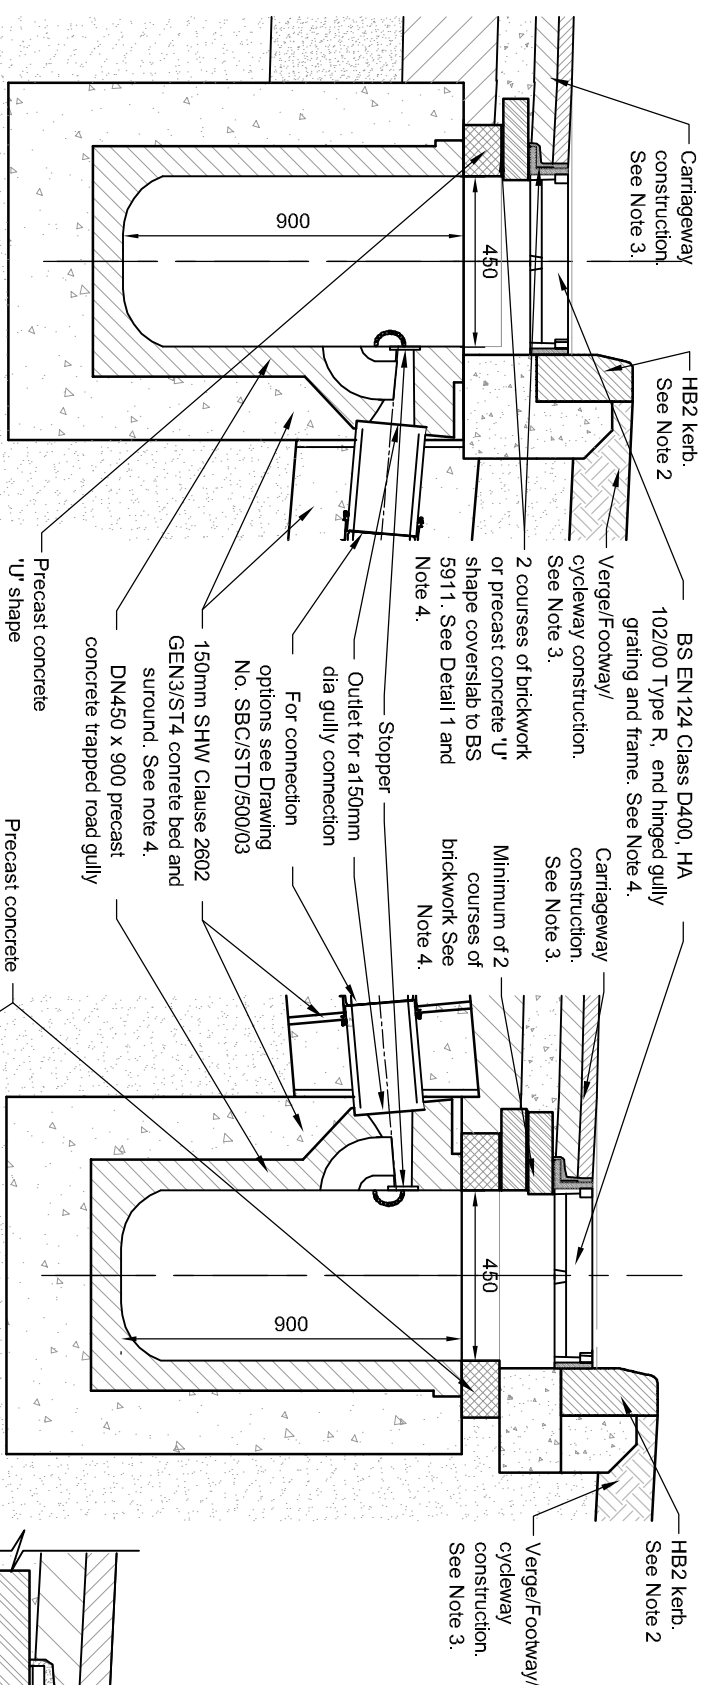 Carriageway
construction.
See Note 3.
HB2 kerb.
See Note 2
BS EN124 Class D400, HA
102/00 Type R, end hinged gully
grating and frame. See Note 4.
Verge/Footway/
cycleway construction.
See Note 3.
2 courses of brickwork
or precast concrete 'U'
shape coverslab to BS
5911. See Detail 1 and
Note 4.
Stopper
Outlet for a150mm
dia gully connection
For connection
options see Drawing
No. SBC/STD/500/03
150mm SHW Clause 2602
GEN3/ST4 conrete bed and
suround. See note 4.
DN450 x 900 precast
concrete trapped road gully
Precast concrete
'U' shape
450
900
Carriageway
construction.
See Note 3.
Minimum of 2
courses of
brickwork See
Note 4.
Precast concrete
450
900
HB2 kerb.
See Note 2
Verge/Footway/
cycleway
construction.
See Note 3.